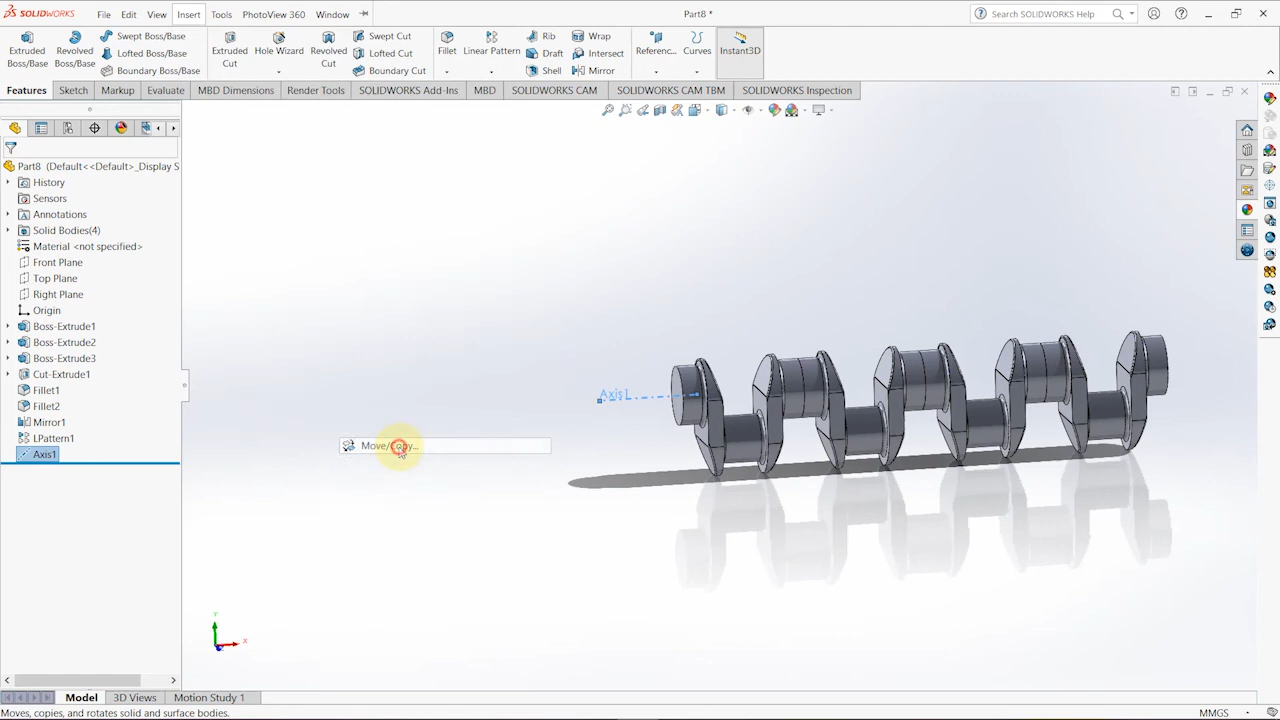 SOLIDWORKS File Edit View Insert Tools PhotoView 360 Window Part8 * Search SOLIDWORKS Help
Extruded Boss/Base Revolved Boss/Base Swept Boss/Base Extruded Cut Hole Wizard Revolved Cut Swept Cut Fillet Linear Pattern Rib Wrap Referenc... Curves Instant3D
Lofted Boss/Base Lofted Cut Draft Intersect
Boundary Boss/Base Boundary Cut Shell Mirror
Features Sketch Markup Evaluate MBD Dimensions Render Tools SOLIDWORKS Add-Ins MBD SOLIDWORKS CAM SOLIDWORKS CAM TBM SOLIDWORKS Inspection
Part8 (Default<<Default>_Display S
History
Sensors
Annotations
Solid Bodies(4)
Material <not specified>
Front Plane
Top Plane
Right Plane
Origin
Boss-Extrude1
Boss-Extrude2
Boss-Extrude3
Cut-Extrude1
Fillet1
Fillet2
Mirror1
LPattern1
Axis1
Axis1
Move/Copy...
Y
X
Model 3D Views Motion Study 1
Moves, copies, and rotates solid and surface bodies. MMGS